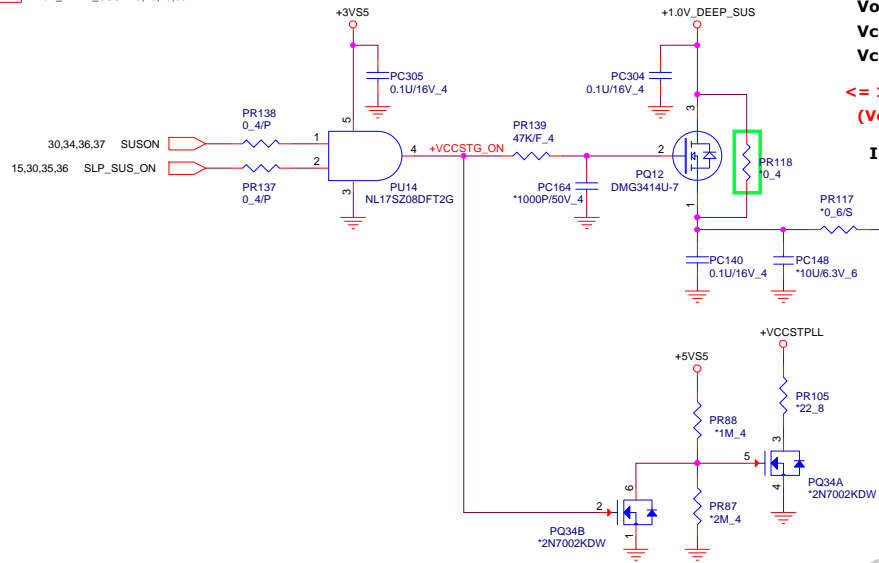 +3VS5
PC305
0.1U/16V_4
PR138
0_4/P
30,34,36,37 SUSON
15,30,35,36 SLP_SUS_ON
PR137
0_4/P
1
2
5
3
4
PU14
NL17SZ08DFT2G
+VCCSTG_ON
PR139
47K/F_4
PC164
*1000P/50V_4
+1.0V_DEEP_SUS
PC304
0.1U/16V_4
3
2
1
PQ12
DMG3414U-7
PR118
*0_4
PR117
*0_6/S
PC140
0.1U/16V_4
PC148
*10U/6.3V_6
+VCCSTPLL
+5VS5
PR105
*22_8
PR88
*1M_4
5
3
4
PQ34A
*2N7002KDW
2
6
1
PQ34B
*2N7002KDW
PR87
*2M_4
Vo
Vc
Vc
<=
(V
I